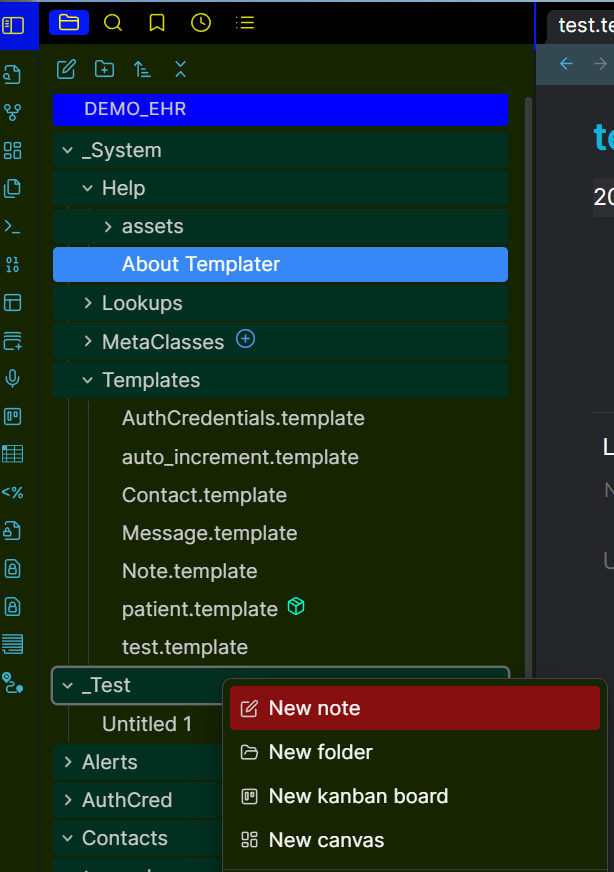 test.te
DEMO_EHR
_System
Help
assets
About Templater
Lookups
MetaClasses
Templates
AuthCredentials.template
auto_increment.template
Contact.template
Message.template
Note.template
patient.template
test.template
_Test
Untitled 1
Alerts
AuthCred
Contacts
New note
New folder
New kanban board
New canvas
te
20
L
N
U